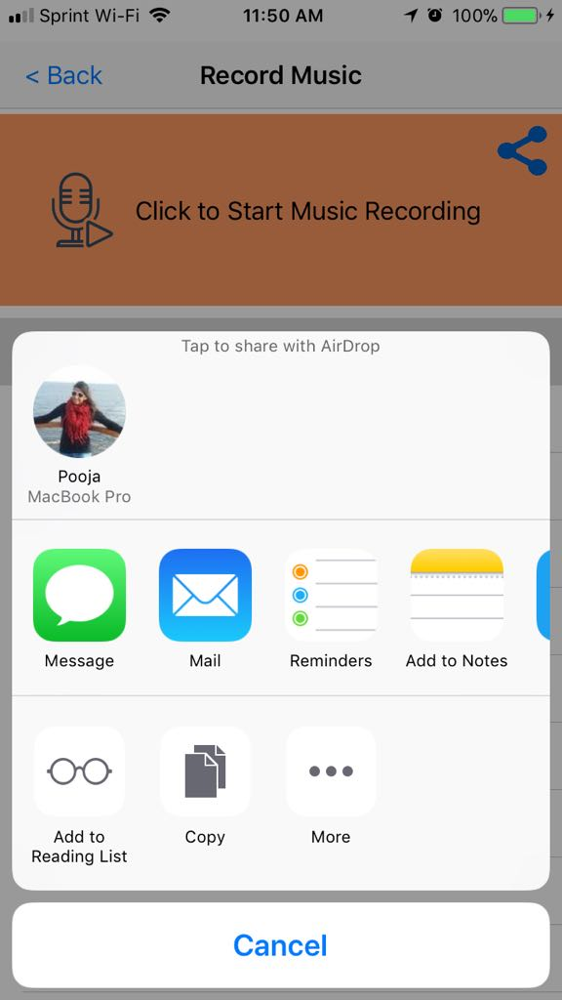 Sprint Wi-Fi 11:50 AM 100%
< Back Record Music
Click to Start Music Recording
Tap to share with AirDrop
Pooja
MacBook Pro
Message Mail Reminders Add to Notes
Add to
Reading List
Copy
More
Cancel